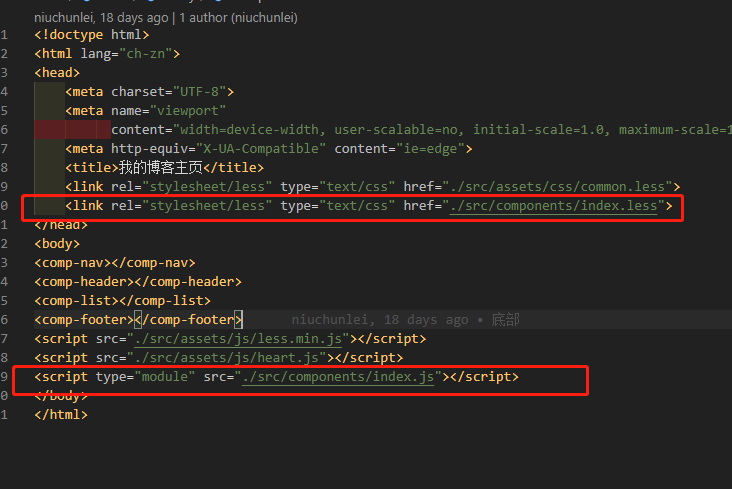 niuchunlei, 18 days ago | 1 author (niuchunlei)
1 <!doctype html>
2 <html lang="ch-zn">
3 <head>
4 <meta charset="UTF-8">
5 <meta name="viewport"
6 content="width=device-width, user-scalable=no, initial-scale=1.0, maximum-scale=1
7 <meta http-equiv="X-UA-Compatible" content="ie=edge">
8 <title>我的博客主页</title>
9 <link rel="stylesheet/less" type="text/css" href="./src/assets/css/common.less">
0 <link rel="stylesheet/less" type="text/css" href="./src/components/index.less">
1 </head>
2 <body>
3 <comp-nav></comp-nav>
4 <comp-header></comp-header>
5 <comp-list></comp-list>
6 <comp-footer></comp-footer> niuchunlei, 18 days ago • 底部
7 <script src="./src/assets/js/less.min.js"></script>
8 <script src="./src/assets/js/heart.js"></script>
9 <script type="module" src="./src/components/index.js"></script>
0 </body>
1 </html>